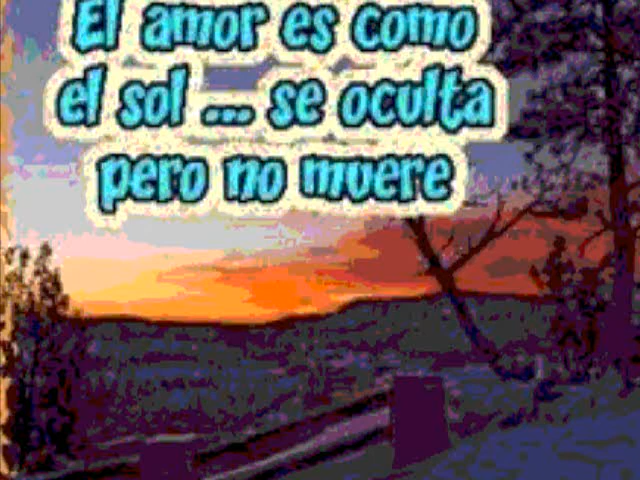 El amor es como
el sol ... se oculta
pero no muere